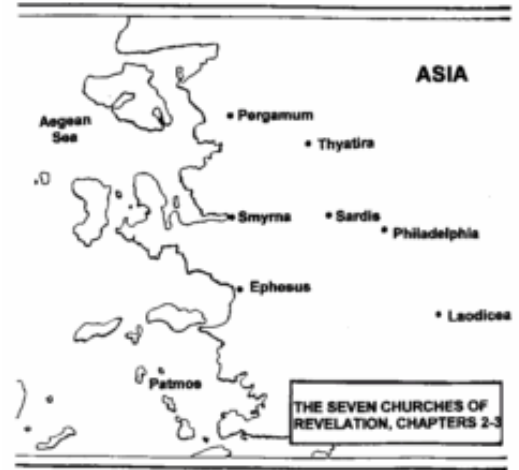 ASIA
Aegean
Sea
Pergamum
Thyatira
Smyrna
Sardis
Philadelphia
Ephesus
Laodicea
Patmos
THE SEVEN CHURCHES OF
REVELATION, CHAPTERS 2-3